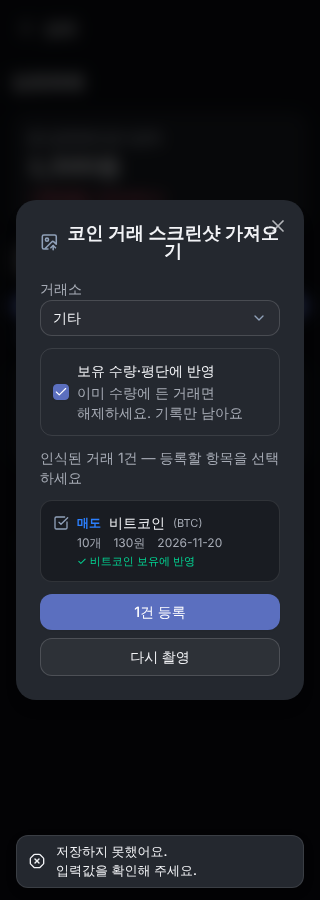 코인 거래 스크린샷 가져오
기
거래소
기타
보유 수량·평단에 반영
이미 수량에 든 거래면
해제하세요. 기록만 남아요
인식된 거래 1건 — 등록할 항목을 선택
하세요
매도 비트코인 (BTC)
10개 130원 2026-11-20
✓ 비트코인 보유에 반영
1건 등록
다시 촬영
저장하지 못했어요.
입력값을 확인해 주세요.